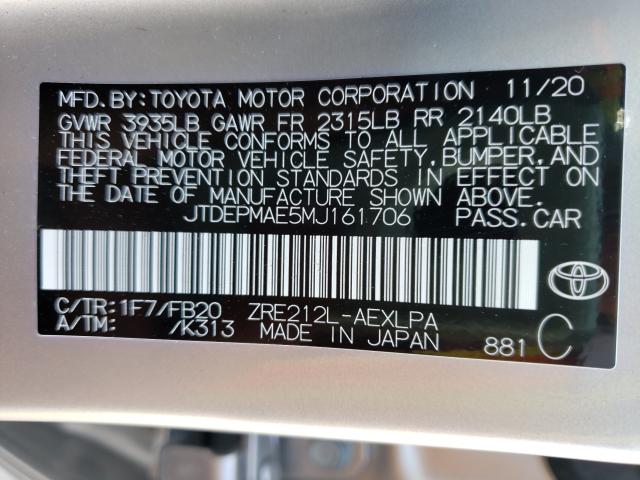 MFD.BY:TOYOTA MOTOR CORPORATION 11/20
GVWR 3935LB GAWR FR 2315LB RR 2140LB
THIS VEHICLE CONFORMS TO ALL APPLICABLE
FEDERAL MOTOR VEHICLE SAFETY,BUMPER,AND
THEFT PREVENTION STANDARDS IN EFFECT ON
THE DATE OF MANUFACTURE SHOWN ABOVE.
JTDEPMAE5MJ161706 PASS.CAR
C/TR:1F7/FB20 ZRE212L-AEXLPA
A/TM: /K313 MADE IN JAPAN 881 C